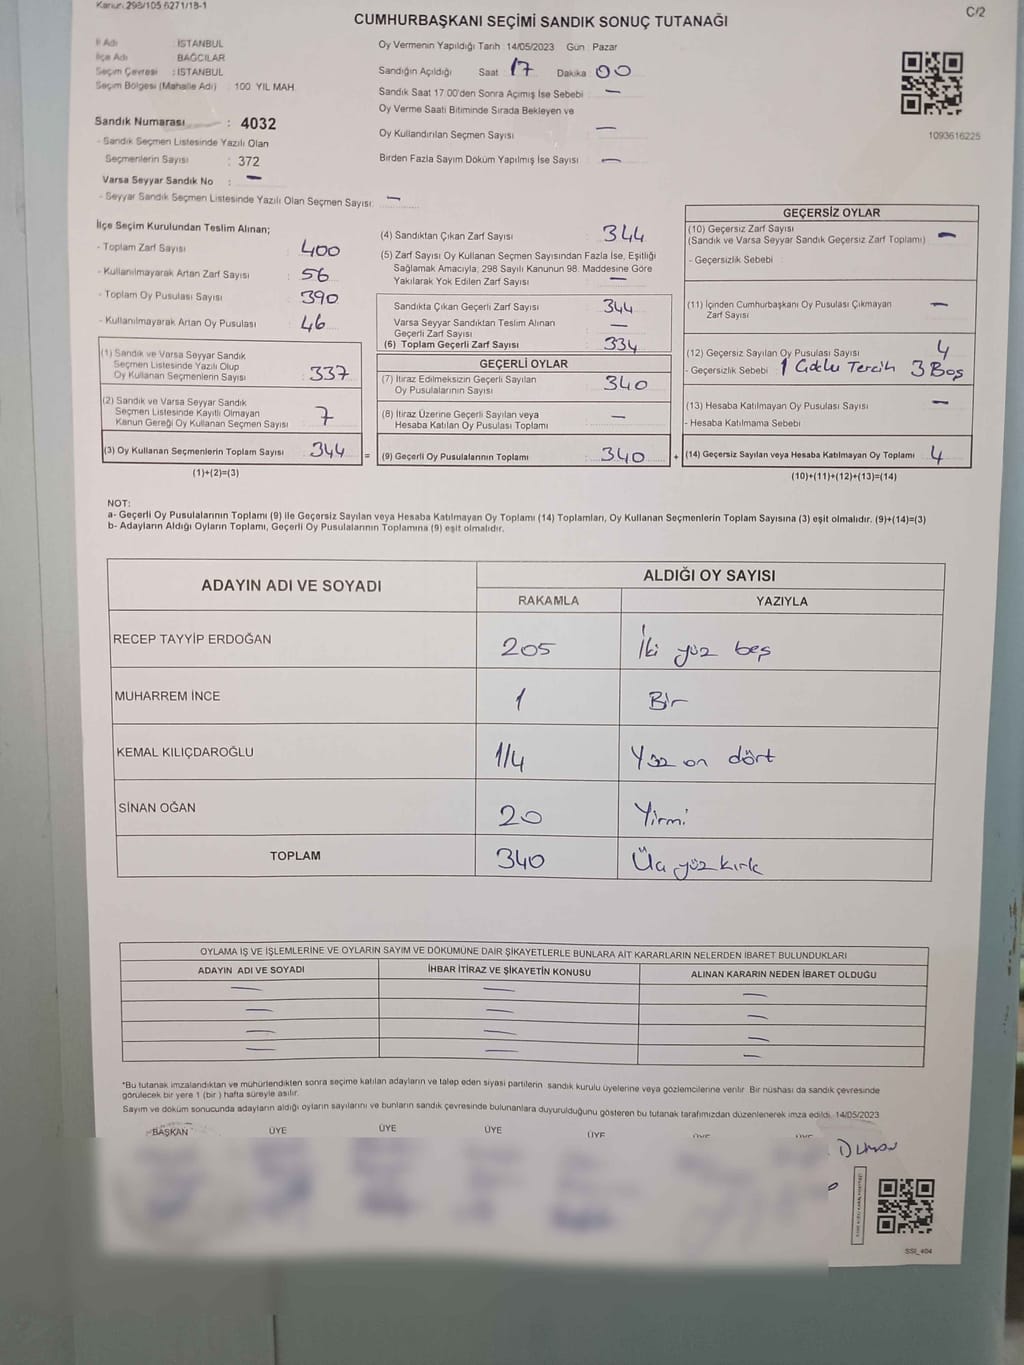 Kanun:298/105 6271/18-1
C/2
CUMHURBAŞKANI SEÇİMİ SANDIK SONUÇ TUTANAĞI
İl Adı : İSTANBUL
İlçe Adı : BAĞCILAR
Seçim Çevresi : İSTANBUL
Seçim Bölgesi (Mahalle Adı) : 100 YIL MAH.
Sandık Numarası : 4032
- Sandık Seçmen Listesinde Yazılı Olan
Seçmenlerin Sayısı : 372
Varsa Seyyar Sandık No : —
- Seyyar Sandık Seçmen Listesinde Yazılı Olan Seçmen Sayısı: —
Oy Vermenin Yapıldığı Tarih : 14/05/2023 Gün : Pazar
Sandığın Açıldığı Saat : 17 Dakika : 00
Sandık Saat 17:00'den Sonra Açımış İse Sebebi : —
Oy Verme Saati Bitiminde Sırada Bekleyen ve
Oy Kullandırılan Seçmen Sayısı : —
Birden Fazla Sayım Döküm Yapılmış İse Sayısı : —
1093616225
İlçe Seçim Kurulundan Teslim Alınan;
- Toplam Zarf Sayısı : 400
- Kullanılmayarak Artan Zarf Sayısı : 56
- Toplam Oy Pusulası Sayısı : 390
- Kullanılmayarak Artan Oy Pusulası : 46
(1) Sandık ve Varsa Seyyar Sandık
Seçmen Listesinde Yazılı Olup
Oy Kullanan Seçmenlerin Sayısı : 337
(2) Sandık ve Varsa Seyyar Sandık
Seçmen Listesinde Kayıtlı Olmayan
Kanun Gereği Oy Kullanan Seçmen Sayısı : 7
(3) Oy Kullanan Seçmenlerin Toplam Sayısı : 344
(1)+(2)=(3)
=
(4) Sandıktan Çıkan Zarf Sayısı : 344
(5) Zarf Sayısı Oy Kullanan Seçmen Sayısından Fazla İse, Eşitliği
Sağlamak Amacıyla, 298 Sayılı Kanunun 98. Maddesine Göre
Yakılarak Yok Edilen Zarf Sayısı : —
Sandıkta Çıkan Geçerli Zarf Sayısı : 344
Varsa Seyyar Sandıktan Teslim Alınan
Geçerli Zarf Sayısı : —
(6) Toplam Geçerli Zarf Sayısı : 334
GEÇERLİ OYLAR
(7) İtiraz Edilmeksizin Geçerli Sayılan
Oy Pusulalarının Sayısı : 340
(8) İtiraz Üzerine Geçerli Sayılan veya
Hesaba Katılan Oy Pusulası Toplamı : —
(9) Geçerli Oy Pusulalarının Toplamı : 340
+
GEÇERSİZ OYLAR
(10) Geçersiz Zarf Sayısı : —
(Sandık ve Varsa Seyyar Sandık Geçersiz Zarf Toplamı)
- Geçersizlik Sebebi :
(11) İçinden Cumhurbaşkanı Oy Pusulası Çıkmayan
Zarf Sayısı : —
(12) Geçersiz Sayılan Oy Pusulası Sayısı : 4
- Geçersizlik Sebebi : 1 Çoklu Tercih 3 Boş
(13) Hesaba Katılmayan Oy Pusulası Sayısı : —
- Hesaba Katılmama Sebebi :
(14) Geçersiz Sayılan veya Hesaba Katılmayan Oy Toplamı : 4
(10)+(11)+(12)+(13)=(14)
NOT:
a- Geçerli Oy Pusulalarının Toplamı (9) ile Geçersiz Sayılan veya Hesaba Katılmayan Oy Toplamı (14) Toplamları, Oy Kullanan Seçmenlerin Toplam Sayısına (3) eşit olmalıdır. (9)+(14)=(3)
b- Adayların Aldığı Oyların Toplamı, Geçerli Oy Pusulalarının Toplamına (9) eşit olmalıdır.
ADAYIN ADI VE SOYADI
ALDIĞI OY SAYISI
RAKAMLA YAZIYLA
RECEP TAYYİP ERDOĞAN 205 İki yüz beş
MUHARREM İNCE 1 Bir
KEMAL KILIÇDAROĞLU 114 Yüz on dört
SİNAN OĞAN 20 Yirmi
TOPLAM 340 Üç yüz kırk
OYLAMA İŞ VE İŞLEMLERİNE VE OYLARIN SAYIM VE DÖKÜMÜNE DAİR ŞİKAYETLERLE BUNLARA AİT KARARLARIN NELERDEN İBARET BULUNDUKLARI
ADAYIN ADI VE SOYADI İHBAR İTİRAZ VE ŞİKAYETİN KONUSU ALINAN KARARIN NEDEN İBARET OLDUĞU
— — —
— — —
— — —
— — —
*Bu tutanak imzalandıktan ve mühürlendikten sonra seçime katılan adayların ve talep eden siyasi partilerin sandık kurulu üyelerine veya gözlemcilerine verilir. Bir nüshası da sandık çevresinde
görülecek bir yere 1 (bir ) hafta süreyle asılır.
Sayım ve döküm sonucunda adayların aldığı oyların sayılarını ve bunların sandık çevresinde bulunanlara duyurulduğunu gösteren bu tutanak tarafımızdan düzenlenerek imza edildi. 14/05/2023
BAŞKAN ÜYE ÜYE ÜYE ÜYE
SSI_404